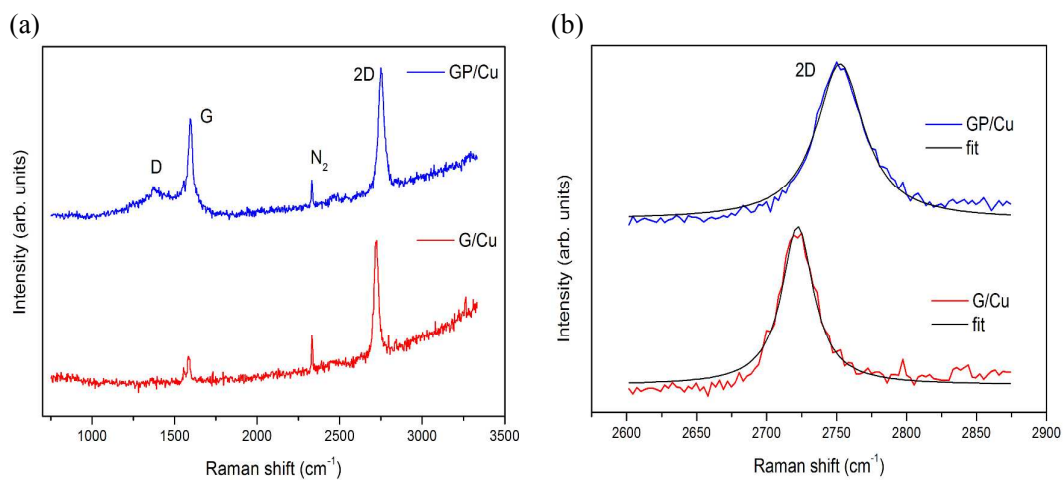 (a)
Intensity (arb. units)
D
G
N₂
2D
GP/Cu
G/Cu
1000 1500 2000 2500 3000 3500
Raman shift (cm⁻¹)
(b)
Intensity (arb. units)
2D
GP/Cu
fit
G/Cu
fit
2600 2650 2700 2750 2800 2850 2900
Raman shift (cm⁻¹)